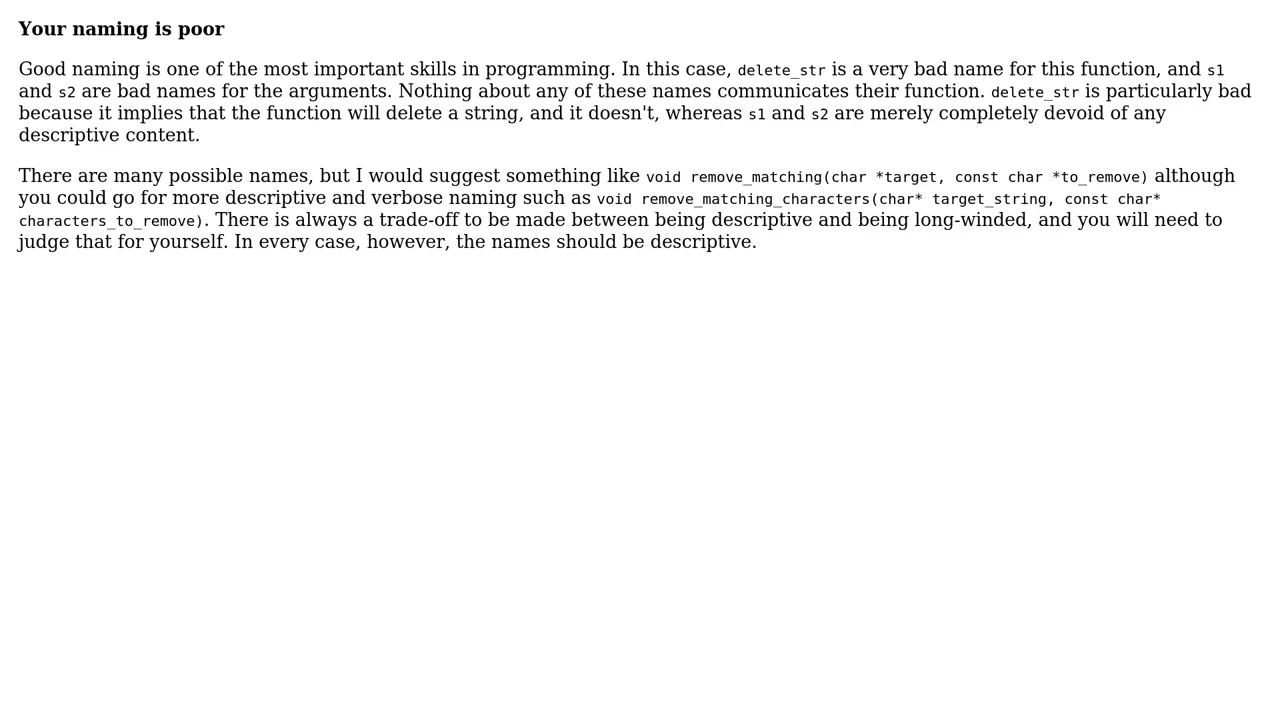 Your naming is poor
Good naming is one of the most important skills in programming. In this case, delete_str is a very bad name for this function, and s1
and s2 are bad names for the arguments. Nothing about any of these names communicates their function. delete_str is particularly bad
because it implies that the function will delete a string, and it doesn't, whereas s1 and s2 are merely completely devoid of any
descriptive content.
There are many possible names, but I would suggest something like void remove_matching(char *target, const char *to_remove) although
you could go for more descriptive and verbose naming such as void remove_matching_characters(char* target_string, const char*
characters_to_remove). There is always a trade-off to be made between being descriptive and being long-winded, and you will need to
judge that for yourself. In every case, however, the names should be descriptive.